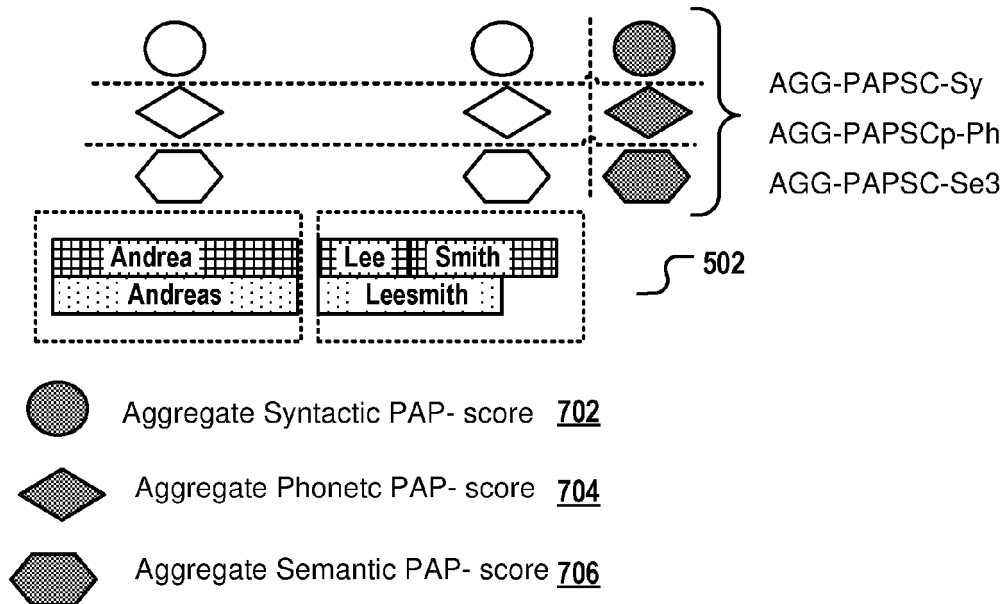 AGG-PAPSC-Sy
AGG-PAPSCp-Ph
AGG-PAPSC-Se3
Andrea Lee Smith
Andreas Leesmith
502
Aggregate Syntactic PAP- score 702
Aggregate Phonetc PAP- score 704
Aggregate Semantic PAP- score 706